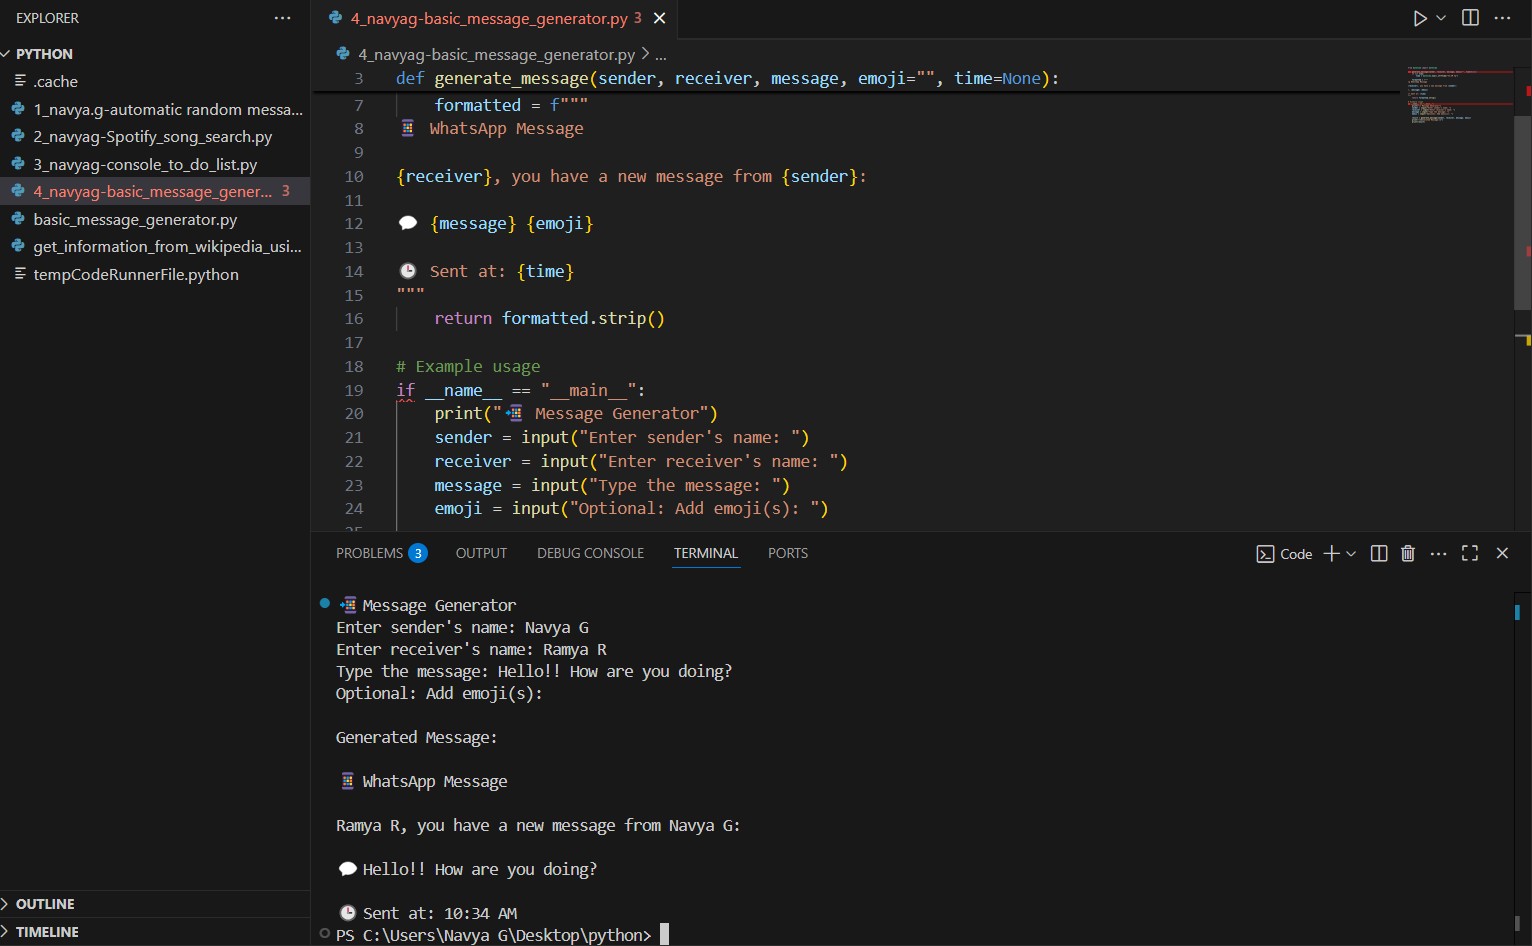 EXPLORER
PYTHON
.cache
1_navya.g-automatic random messa...
2_navyag-Spotify_song_search.py
3_navyag-console_to_do_list.py
4_navyag-basic_message_gener... 3
basic_message_generator.py
get_information_from_wikipedia_usi...
tempCodeRunnerFile.python
OUTLINE
TIMELINE
4_navyag-basic_message_generator.py 3
4_navyag-basic_message_generator.py > ...
3 def generate_message(sender, receiver, message, emoji="", time=None):
7 formatted = f"""
8 📱 WhatsApp Message
9
10 {receiver}, you have a new message from {sender}:
11
12 💬 {message} {emoji}
13
14 🕒 Sent at: {time}
15 """
16 return formatted.strip()
17
18 # Example usage
19 if __name__ == "__main__":
20 print("📲 Message Generator")
21 sender = input("Enter sender's name: ")
22 receiver = input("Enter receiver's name: ")
23 message = input("Type the message: ")
24 emoji = input("Optional: Add emoji(s): ")
25
PROBLEMS 3 OUTPUT DEBUG CONSOLE TERMINAL PORTS
Code
📲 Message Generator
Enter sender's name: Navya G
Enter receiver's name: Ramya R
Type the message: Hello!! How are you doing?
Optional: Add emoji(s):
Generated Message:
📱 WhatsApp Message
Ramya R, you have a new message from Navya G:
💬 Hello!! How are you doing?
🕒 Sent at: 10:34 AM
PS C:\Users\Navya G\Desktop\python>